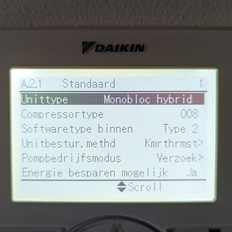 DAIKIN
A.2.1 Standaard 1
Unittype Monobloc hybrid
Compressortype 008
Softwaretype binnen Type 2
Unitbestur.methd Kmrthrmst>
Pompbedrijfsmodus Verzoek>
Energie besparen mogelijk Ja
Scroll